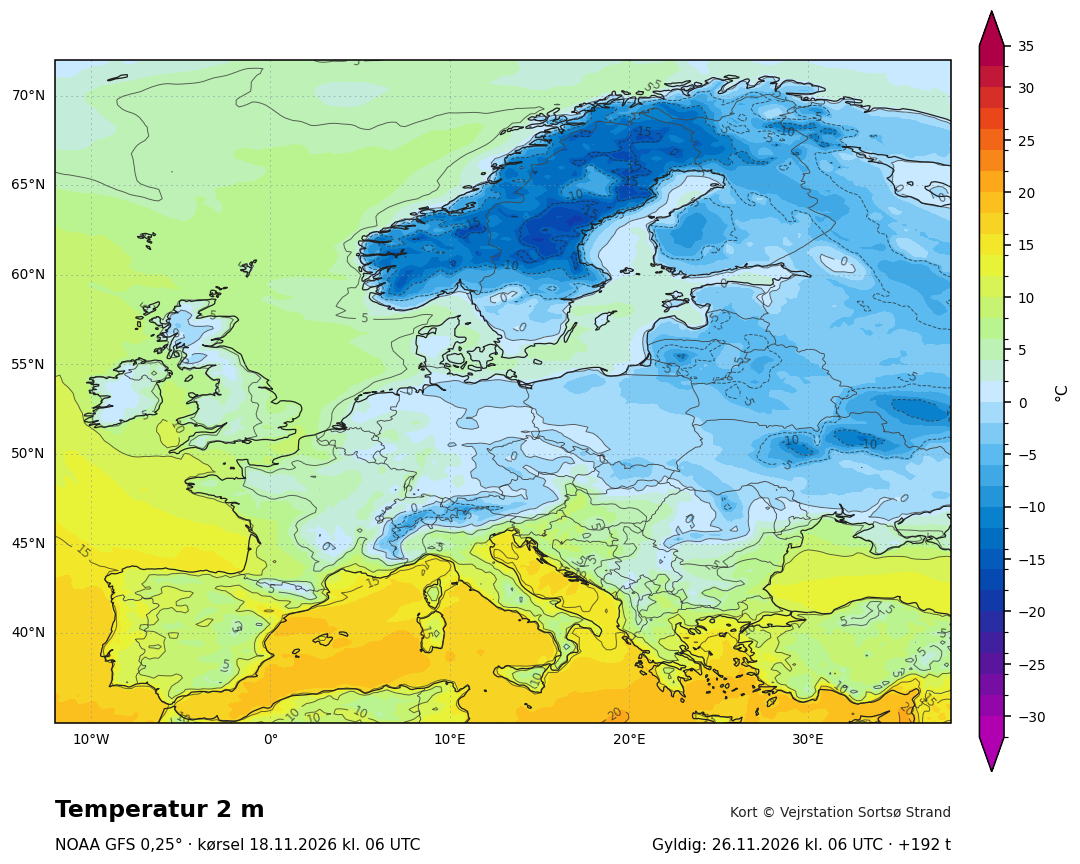 70°N
65°N
60°N
55°N
50°N
45°N
40°N
10°W
0°
10°E
20°E
30°E
35
30
25
20
15
10
5
0
−5
−10
−15
−20
−25
−30
°C
Temperatur 2 m
Kort © Vejrstation Sortsø Strand
NOAA GFS 0,25° · kørsel 18.11.2026 kl. 06 UTC
Gyldig: 26.11.2026 kl. 06 UTC · +192 t